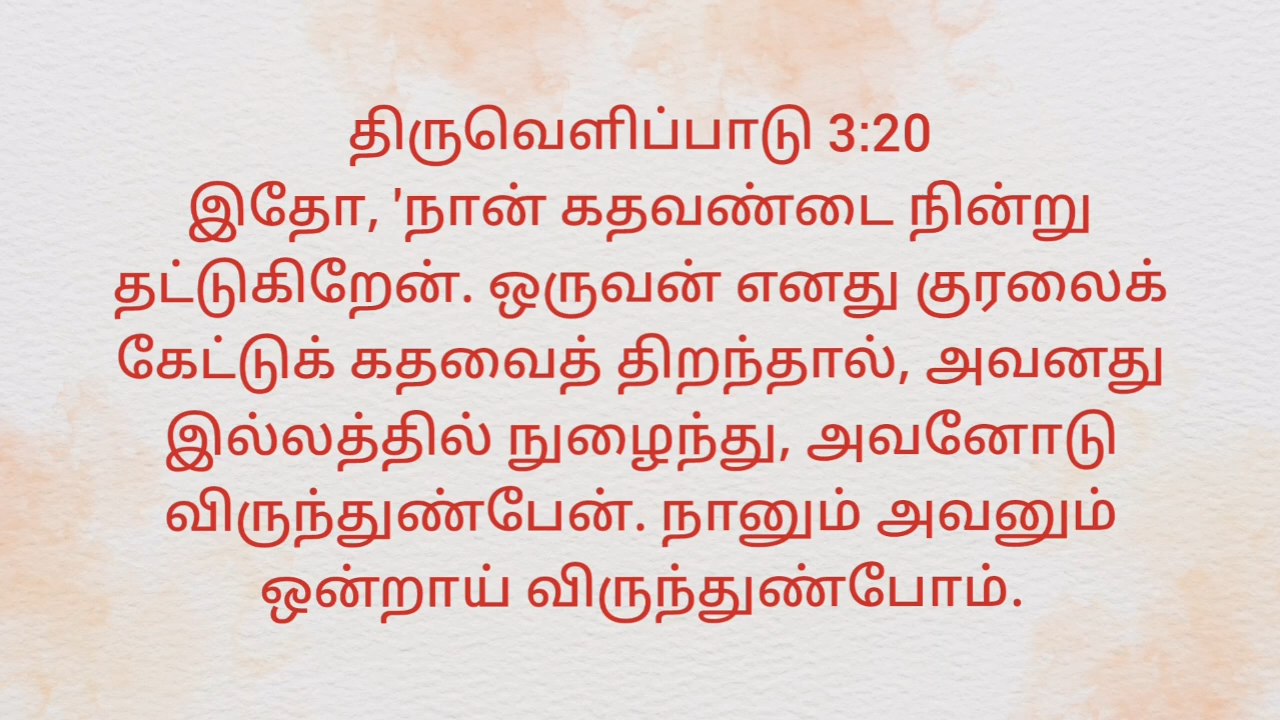 திருவெளிப்பாடு 3:20
இதோ, 'நான் கதவண்டை நின்று
தட்டுகிறேன். ஒருவன் எனது குரலைக்
கேட்டுக் கதவைத் திறந்தால், அவனது
இல்லத்தில் நுழைந்து, அவனோடு
விருந்துண்பேன். நானும் அவனும்
ஒன்றாய் விருந்துண்போம்.